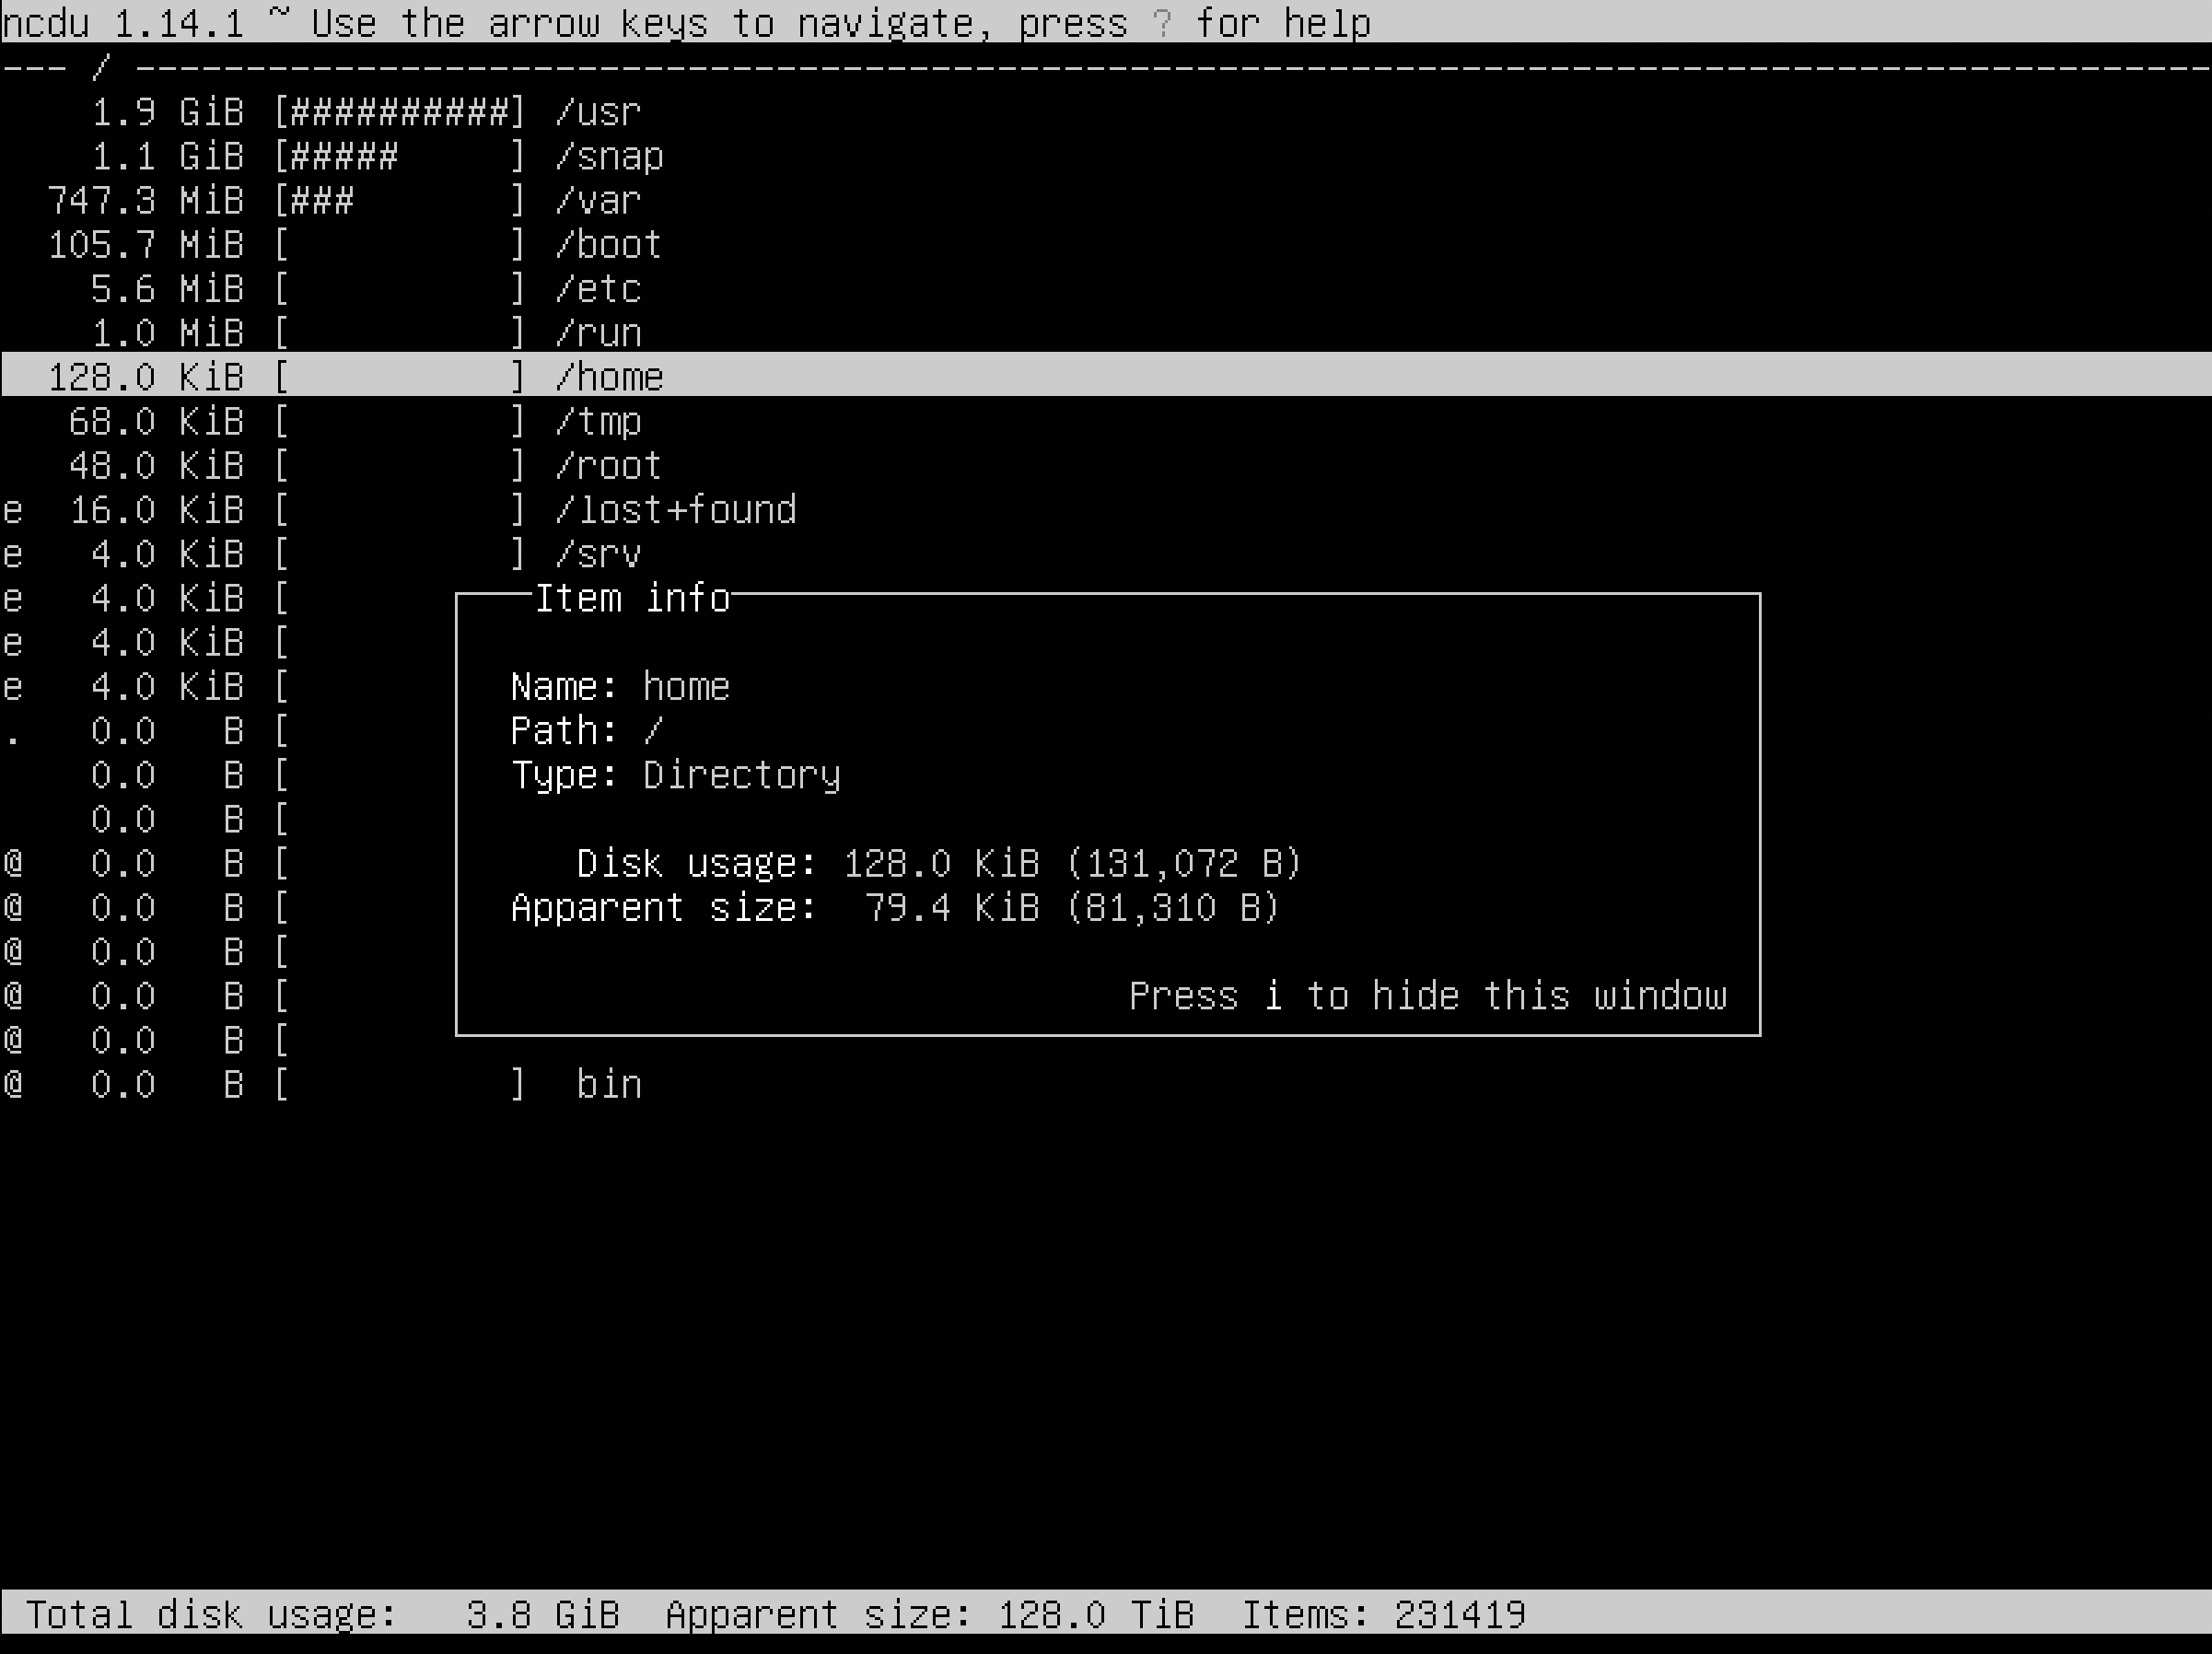 ncdu 1.14.1 ~ Use the arrow keys to navigate, press ? for help
--- / ----------------------------------------------------------------------------------------------
    1.9 GiB [##########] /usr
    1.1 GiB [#####     ] /snap
  747.3 MiB [###       ] /var
  105.7 MiB [          ] /boot
    5.6 MiB [          ] /etc
    1.0 MiB [          ] /run
  128.0 KiB [          ] /home
   68.0 KiB [          ] /tmp
   48.0 KiB [          ] /root
e  16.0 KiB [          ] /lost+found
e   4.0 KiB [          ] /srv
e   4.0 KiB [
e   4.0 KiB [
e   4.0 KiB [
.   0.0   B [
    0.0   B [
    0.0   B [
@   0.0   B [
@   0.0   B [
@   0.0   B [
@   0.0   B [
@   0.0   B [
@   0.0   B [          ]  bin
Item info
Name: home
Path: /
Type: Directory
Disk usage: 128.0 KiB (131,072 B)
Apparent size:  79.4 KiB (81,310 B)
Press i to hide this window
Total disk usage:   3.8 GiB  Apparent size: 128.0 TiB  Items: 231419